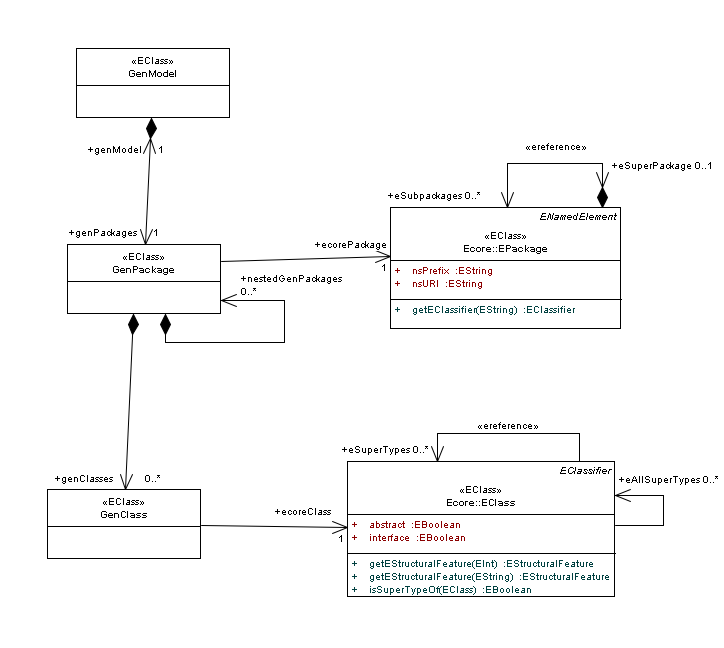 «EClass»
GenModel
+genModel
1
+genPackages
1
«EClass»
GenPackage
+nestedGenPackages
0..*
+ecorePackage
1
«ereference»
+eSuperPackage 0..1
+eSubpackages 0..*
ENamedElement
«EClass»
Ecore::EPackage
+ nsPrefix :EString
+ nsURI :EString
+ getEClassifier(EString) :EClassifier
+genClasses
0..*
«EClass»
GenClass
+ecoreClass
1
«ereference»
+eSuperTypes 0..*
+eAllSuperTypes 0..*
EClassifier
«EClass»
Ecore::EClass
+ abstract :EBoolean
+ interface :EBoolean
+ getEStructuralFeature(EInt) :EStructuralFeature
+ getEStructuralFeature(EString) :EStructuralFeature
+ isSuperTypeOf(EClass) :EBoolean